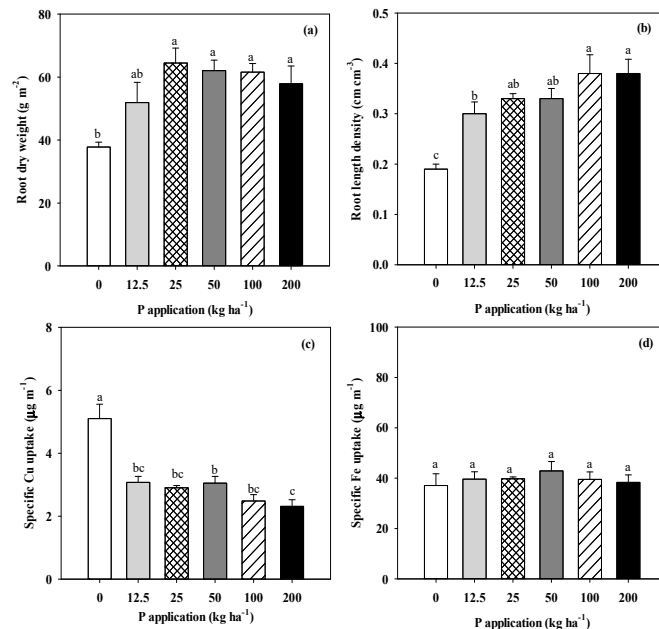 (a)
Root dry weight (g m⁻²)
80
60
40
20
0
b
ab
a
a
a
a
0 12.5 25 50 100 200
P application (kg ha⁻¹)
(b)
Root length density (cm cm⁻³)
0.5
0.4
0.3
0.2
0.1
0.0
c
b
ab
ab
a
a
0 12.5 25 50 100 200
P application (kg ha⁻¹)
(c)
Specific Cu uptake (µg m⁻¹)
8
6
4
2
0
a
bc
bc
b
bc
c
0 12.5 25 50 100 200
P application (kg ha⁻¹)
(d)
Specific Fe uptake (µg m⁻¹)
100
80
60
40
20
0
a
a
a
a
a
a
0 12.5 25 50 100 200
P application (kg ha⁻¹)